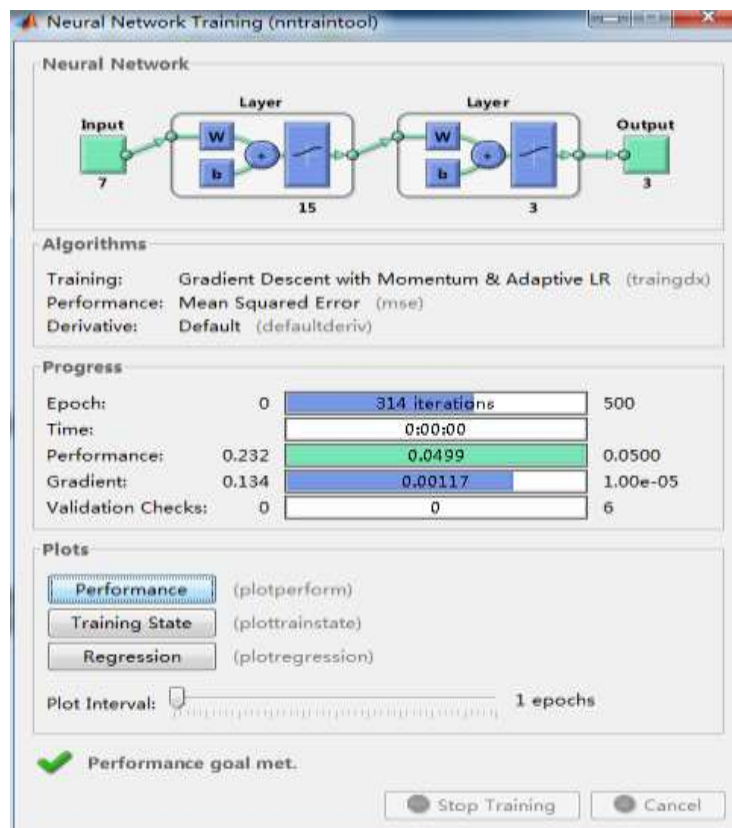 Neural Network Training (nntraintool)
Neural Network
Layer Layer
Input Output
W W
+ +
b b
7 3
15 3
Algorithms
Training: Gradient Descent with Momentum & Adaptive LR (traingdx)
Performance: Mean Squared Error (mse)
Derivative: Default (defaultderiv)
Progress
Epoch: 0 314 iterations 500
Time: 0:00:00
Performance: 0.232 0.0499 0.0500
Gradient: 0.134 0.00117 1.00e-05
Validation Checks: 0 0 6
Plots
Performance (plotperform)
Training State (plottrainstate)
Regression (plotregression)
Plot Interval: 1 epochs
Performance goal met.
Stop Training Cancel